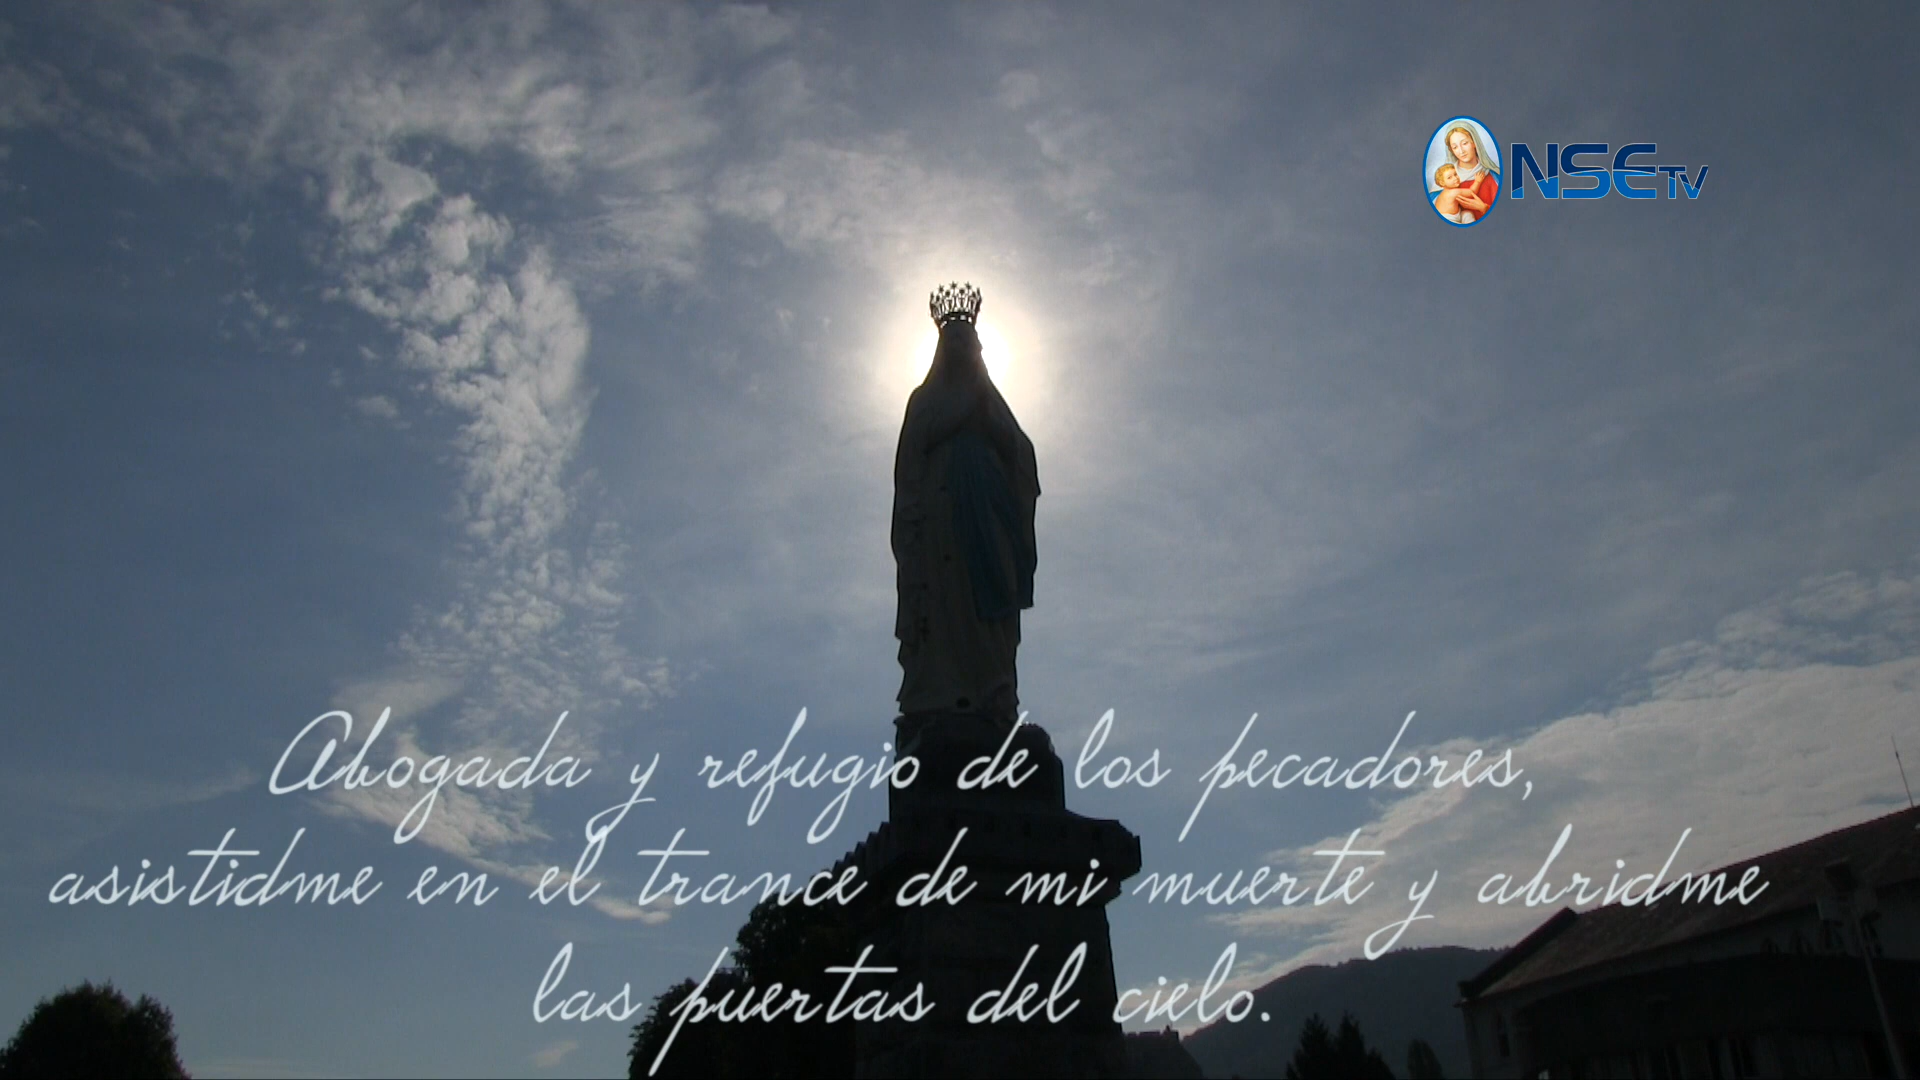 NSETV
Abogada y refugio de los pecadores,
asistidme en el trance de mi muerte y abridme
las puertas del cielo.